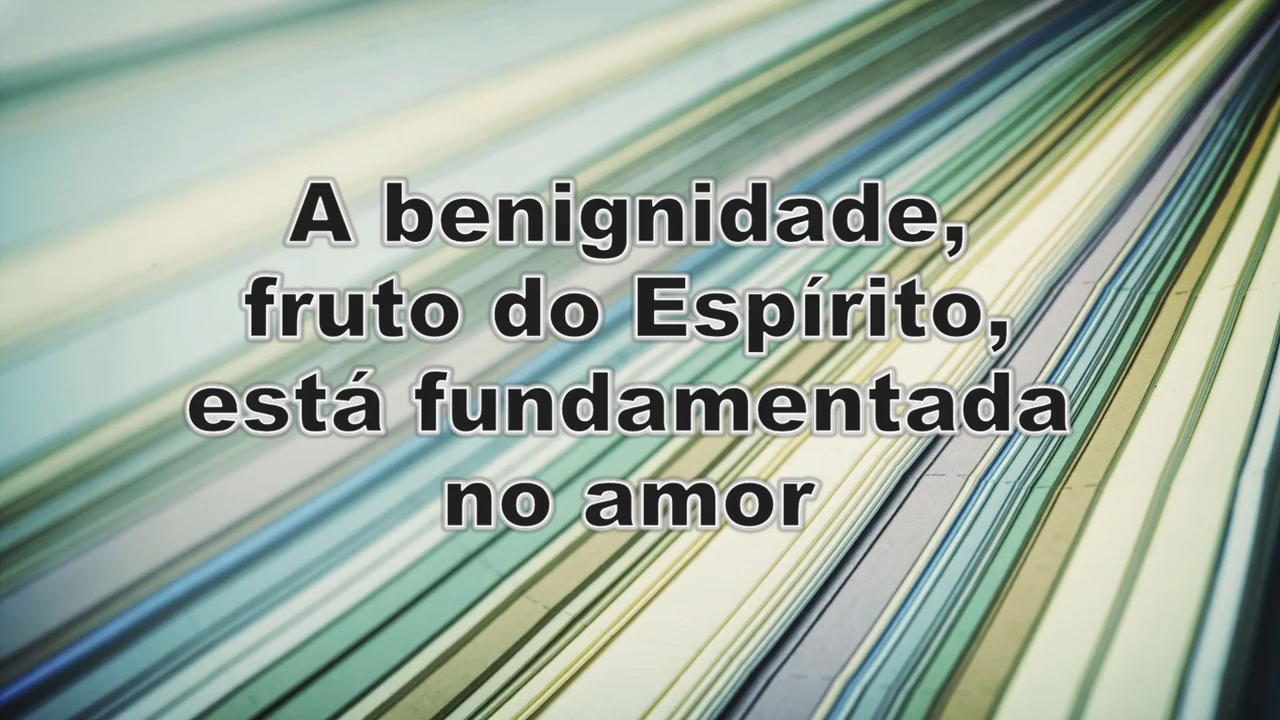 A benignidade,
fruto do Espírito,
está fundamentada
no amor